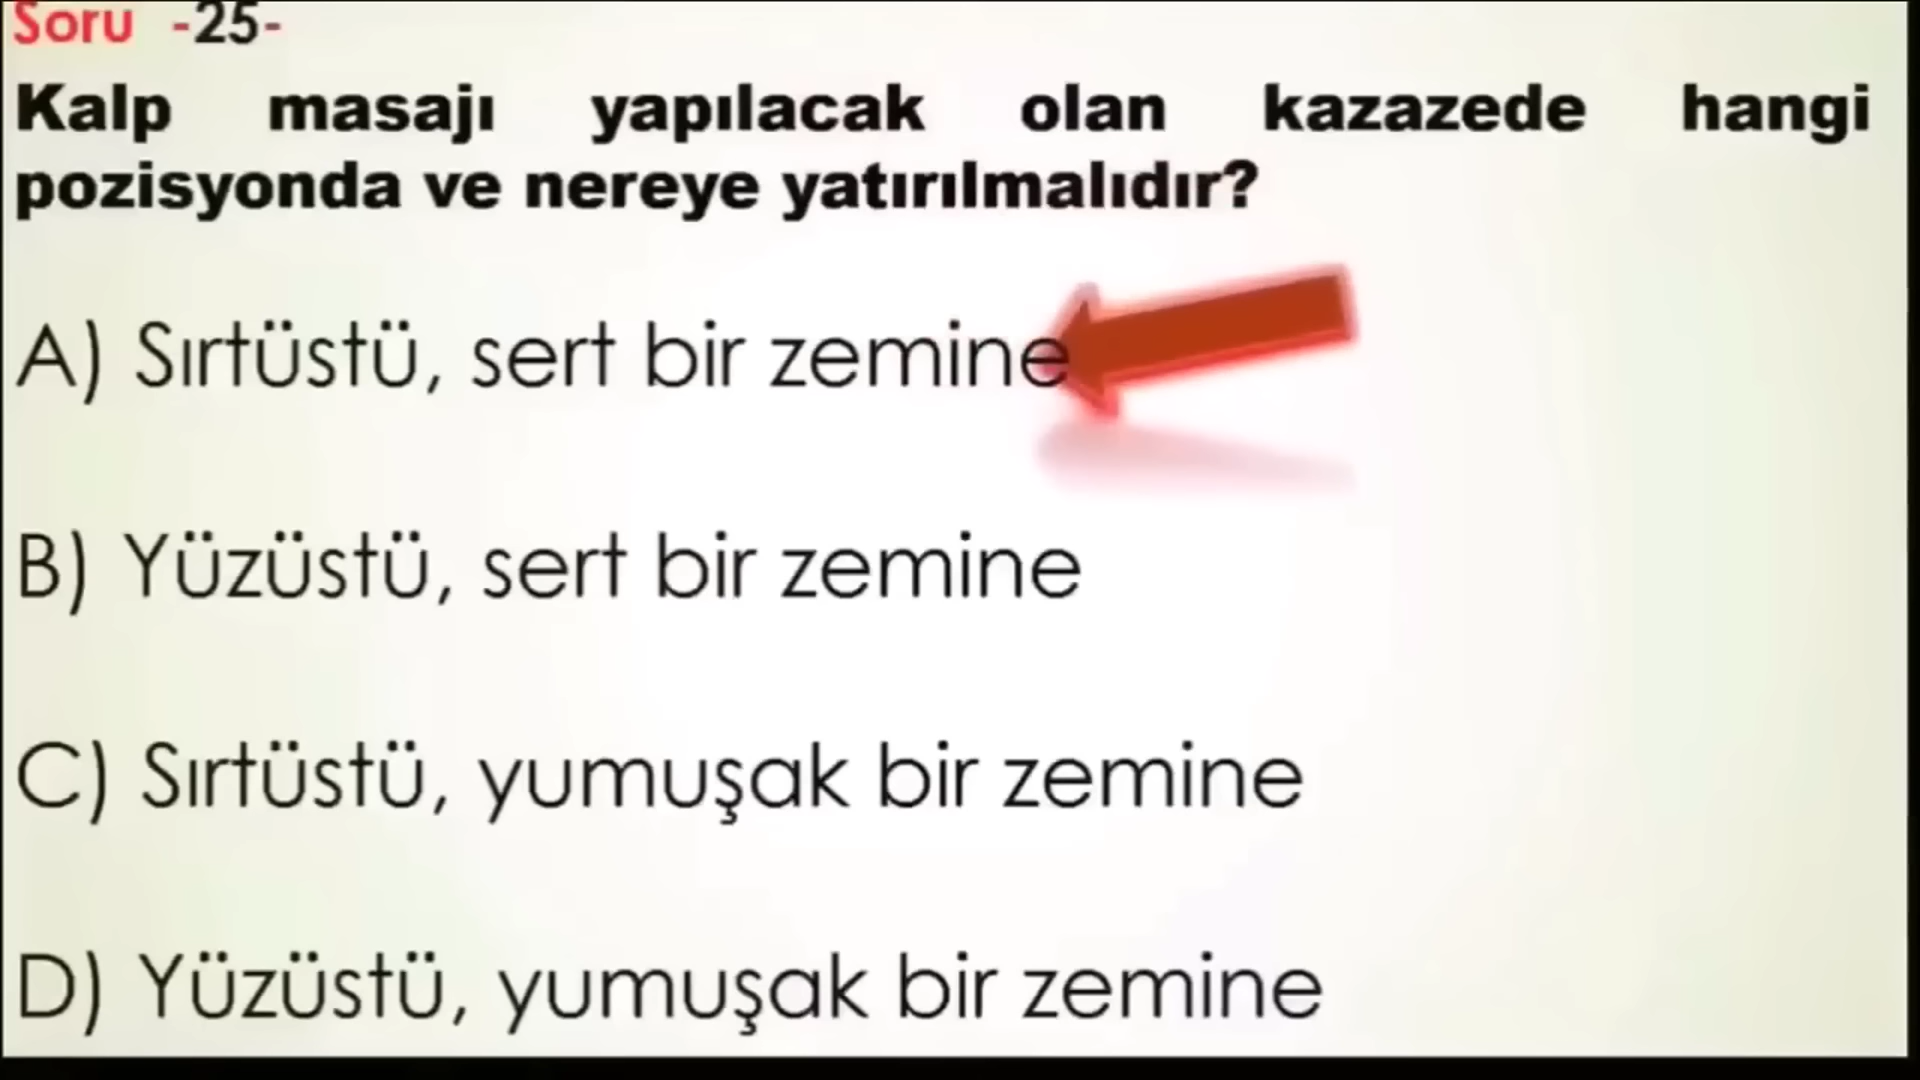 Soru -25-
Kalp masajı yapılacak olan kazazede hangi
pozisyonda ve nereye yatırılmalıdır?
A) Sırtüstü, sert bir zemine
B) Yüzüstü, sert bir zemine
C) Sırtüstü, yumuşak bir zemine
D) Yüzüstü, yumuşak bir zemine